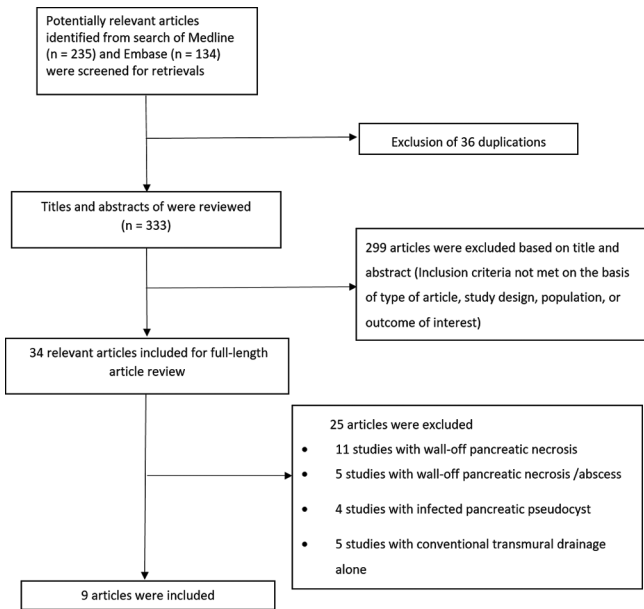 Potentially relevant articles
identified from search of Medline
(n = 235) and Embase (n = 134)
were screened for retrievals
Exclusion of 36 duplications
Titles and abstracts of were reviewed
(n = 333)
299 articles were excluded based on title and
abstract (Inclusion criteria not met on the basis
of type of article, study design, population, or
outcome of interest)
34 relevant articles included for full-length
article review
25 articles were excluded
• 11 studies with wall-off pancreatic necrosis
• 5 studies with wall-off pancreatic necrosis /abscess
• 4 studies with infected pancreatic pseudocyst
• 5 studies with conventional transmural drainage
alone
9 articles were included